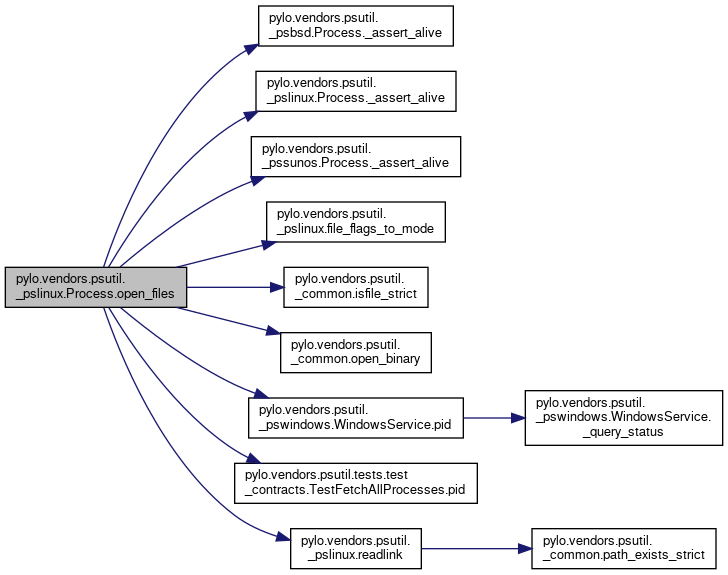 pylo.vendors.psutil.
_psbsd.Process._assert_alive
pylo.vendors.psutil.
_pslinux.Process._assert_alive
pylo.vendors.psutil.
_pssunos.Process._assert_alive
pylo.vendors.psutil.
_pslinux.file_flags_to_mode
pylo.vendors.psutil.
_pslinux.Process.open_files
pylo.vendors.psutil.
_common.isfile_strict
pylo.vendors.psutil.
_common.open_binary
pylo.vendors.psutil.
_pswindows.WindowsService.pid
pylo.vendors.psutil.
_pswindows.WindowsService.
_query_status
pylo.vendors.psutil.tests.test
_contracts.TestFetchAllProcesses.pid
pylo.vendors.psutil.
_pslinux.readlink
pylo.vendors.psutil.
_common.path_exists_strict